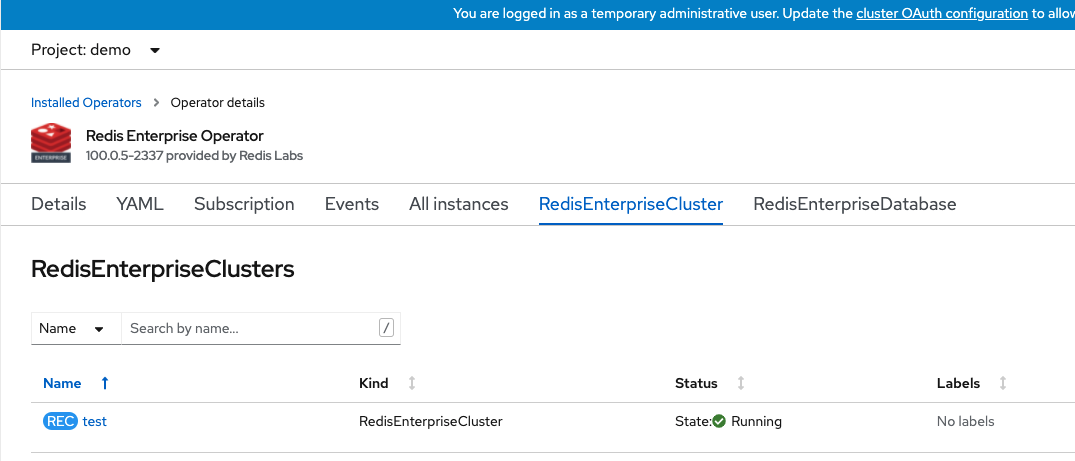 You are logged in as a temporary administrative user. Update the cluster OAuth configuration to allow
Project: demo
Installed Operators > Operator details
ENTERPRISE
Redis Enterprise Operator
100.0.5-2337 provided by Redis Labs
Details YAML Subscription Events All instances RedisEnterpriseCluster RedisEnterpriseDatabase
RedisEnterpriseClusters
Name Search by name... /
Name Kind Status Labels
REC test RedisEnterpriseCluster State: Running No labels